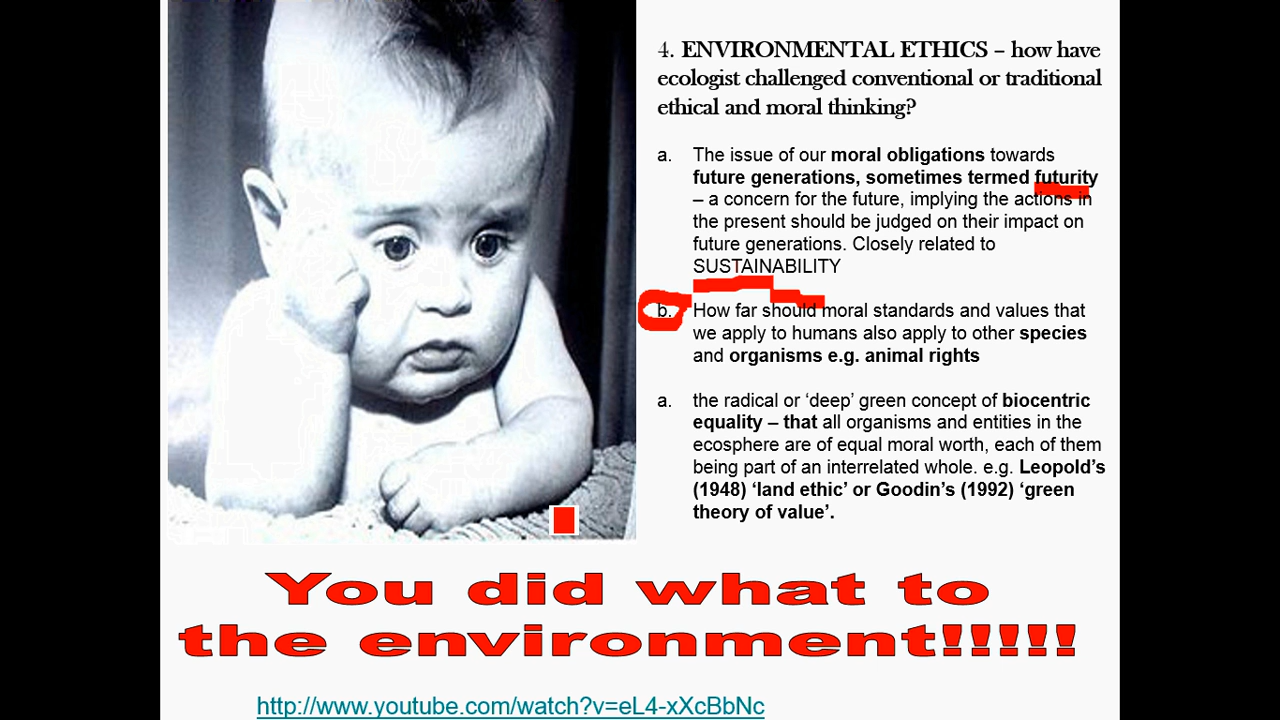 4. ENVIRONMENTAL ETHICS – how have
ecologist challenged conventional or traditional
ethical and moral thinking?
a. The issue of our moral obligations towards
future generations, sometimes termed futurity
– a concern for the future, implying the actions in
the present should be judged on their impact on
future generations. Closely related to
SUSTAINABILITY
b. How far should moral standards and values that
we apply to humans also apply to other species
and organisms e.g. animal rights
a. the radical or ‘deep’ green concept of biocentric
equality – that all organisms and entities in the
ecosphere are of equal moral worth, each of them
being part of an interrelated whole. e.g. Leopold’s
(1948) ‘land ethic’ or Goodin’s (1992) ‘green
theory of value’.
You did what to
the environment!!!!!
http://www.youtube.com/watch?v=eL4-xXcBbNc